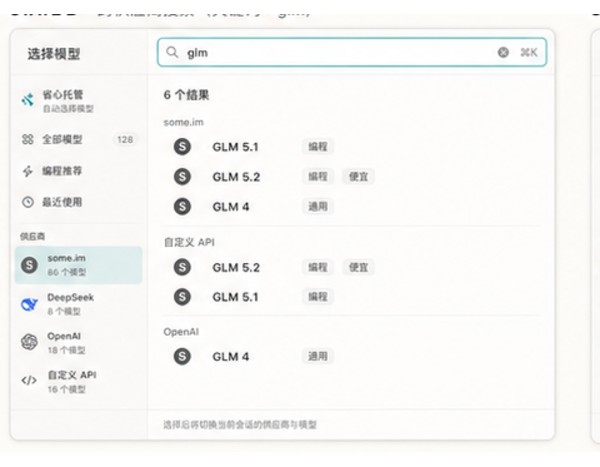 选择模型
glm
⌘K
省心托管
自动选择模型
全部模型 128
编程推荐
最近使用
供应商
S some.im
86 个模型
DeepSeek
8 个模型
OpenAI
18 个模型
</> 自定义 API
16 个模型
6 个结果
some.im
S GLM 5.1 编程
S GLM 5.2 编程 便宜
S GLM 4 通用
自定义 API
S GLM 5.2 编程 便宜
S GLM 5.1 编程
OpenAI
S GLM 4 通用
选择后将切换当前会话的供应商与模型